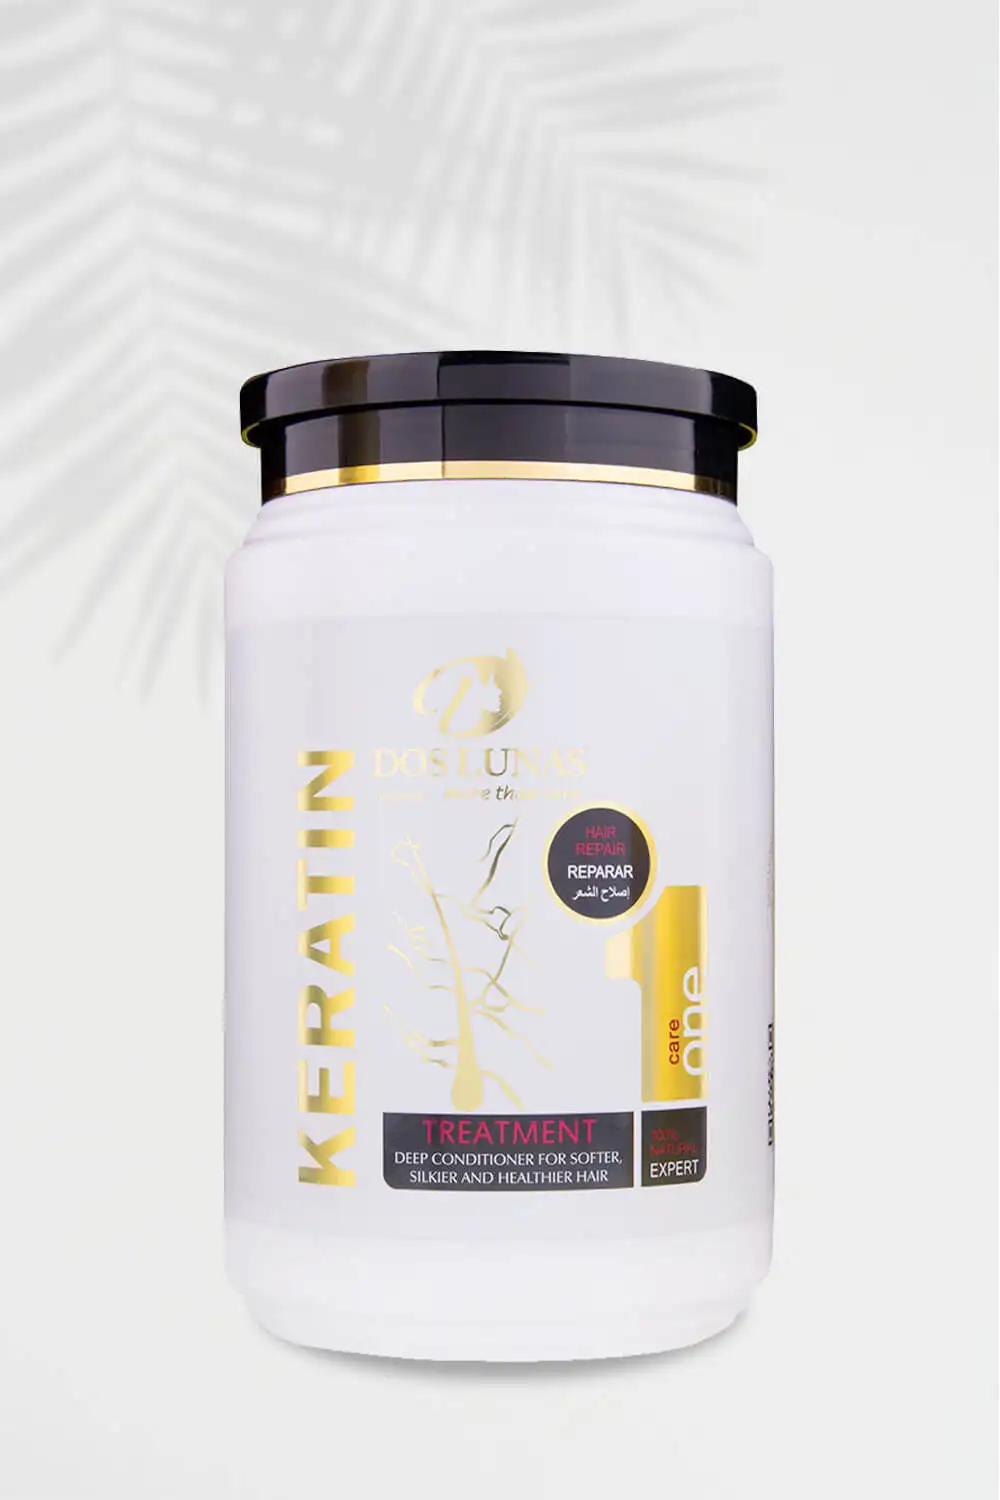 DOS LUNAS
more than care
KERATIN
HAIR
REPAIR
REPARAR
إصلاح الشعر
1
care
one
TREATMENT
DEEP CONDITIONER FOR SOFTER,
SILKIER AND HEALTHIER HAIR
100%
NATURAL
EXPERT